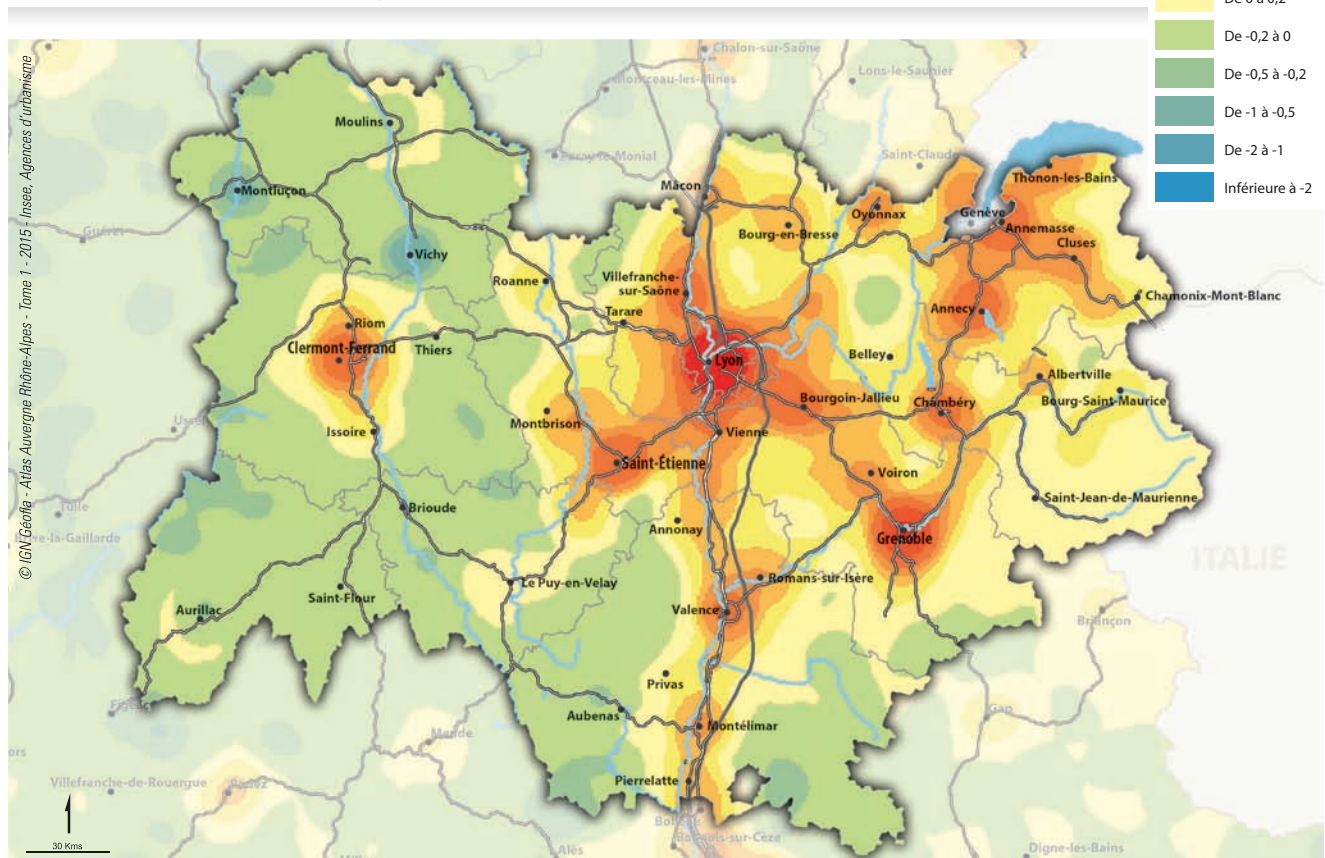 De 0 à 0,2
De -0,2 à 0
De -0,5 à -0,2
De -1 à -0,5
De -2 à -1
Inférieure à -2
© IGN Géofla - Atlas Auvergne Rhône-Alpes - Tome 1 - 2015 - Insee, Agences d'urbanisme
Chalon-sur-Saône
Montceau-les-Mines
Lons-le-Saunier
Moulins
Paray-le-Monial
Saint-Claude
Thonon-les-Bains
Montluçon
Mâcon
Oyonnax
Genève
Annemasse
Guéret
Bourg-en-Bresse
Cluses
Vichy
Roanne
Villefranche-
sur-Saône
Chamonix-Mont-Blanc
Annecy
Tarare
Riom
Clermont-Ferrand
Thiers
Lyon
Belley
Albertville
Bourg-Saint-Maurice
Bourgoin-Jallieu
Chambéry
Montbrison
Ussel
Issoire
Vienne
Saint-Étienne
Voiron
Saint-Jean-de-Maurienne
Brioude
Tulle
Annonay
Grenoble
ITALIE
Le Puy-en-Velay
Romans-sur-Isère
Saint-Flour
Aurillac
Valence
Briançon
Privas
Figeac
Aubenas
Montélimar
Gap
Mende
Villefranche-de-Rouergue
Rodez
Pierrelatte
30 Kms
Alès
Digne-les-Bains